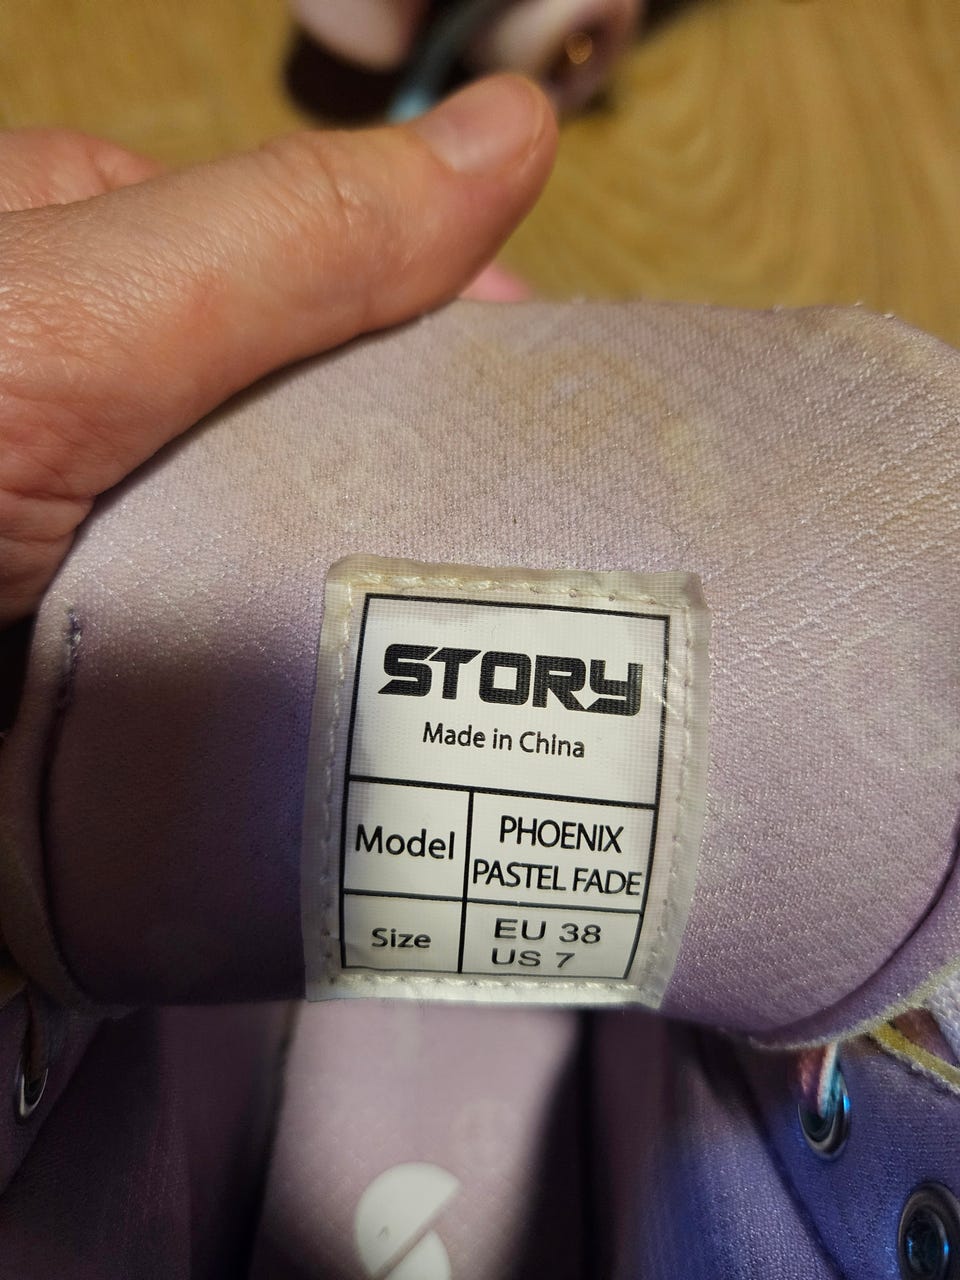 STORY
Made in China
Model
PHOENIX
PASTEL FADE
Size
EU 38
US 7